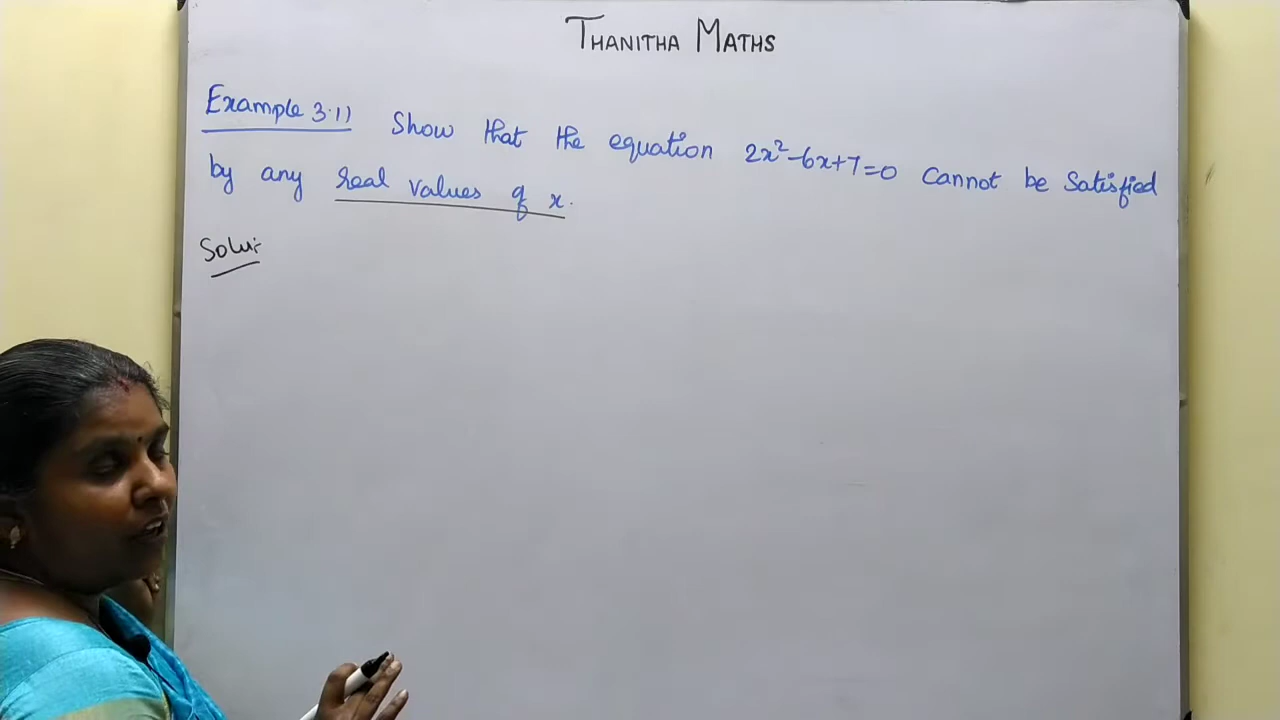 THANITHA MATHS
Example 3.11 Show that the equation 2x²-6x+7=0 cannot be satisfied
by any real values of x.
Solu: